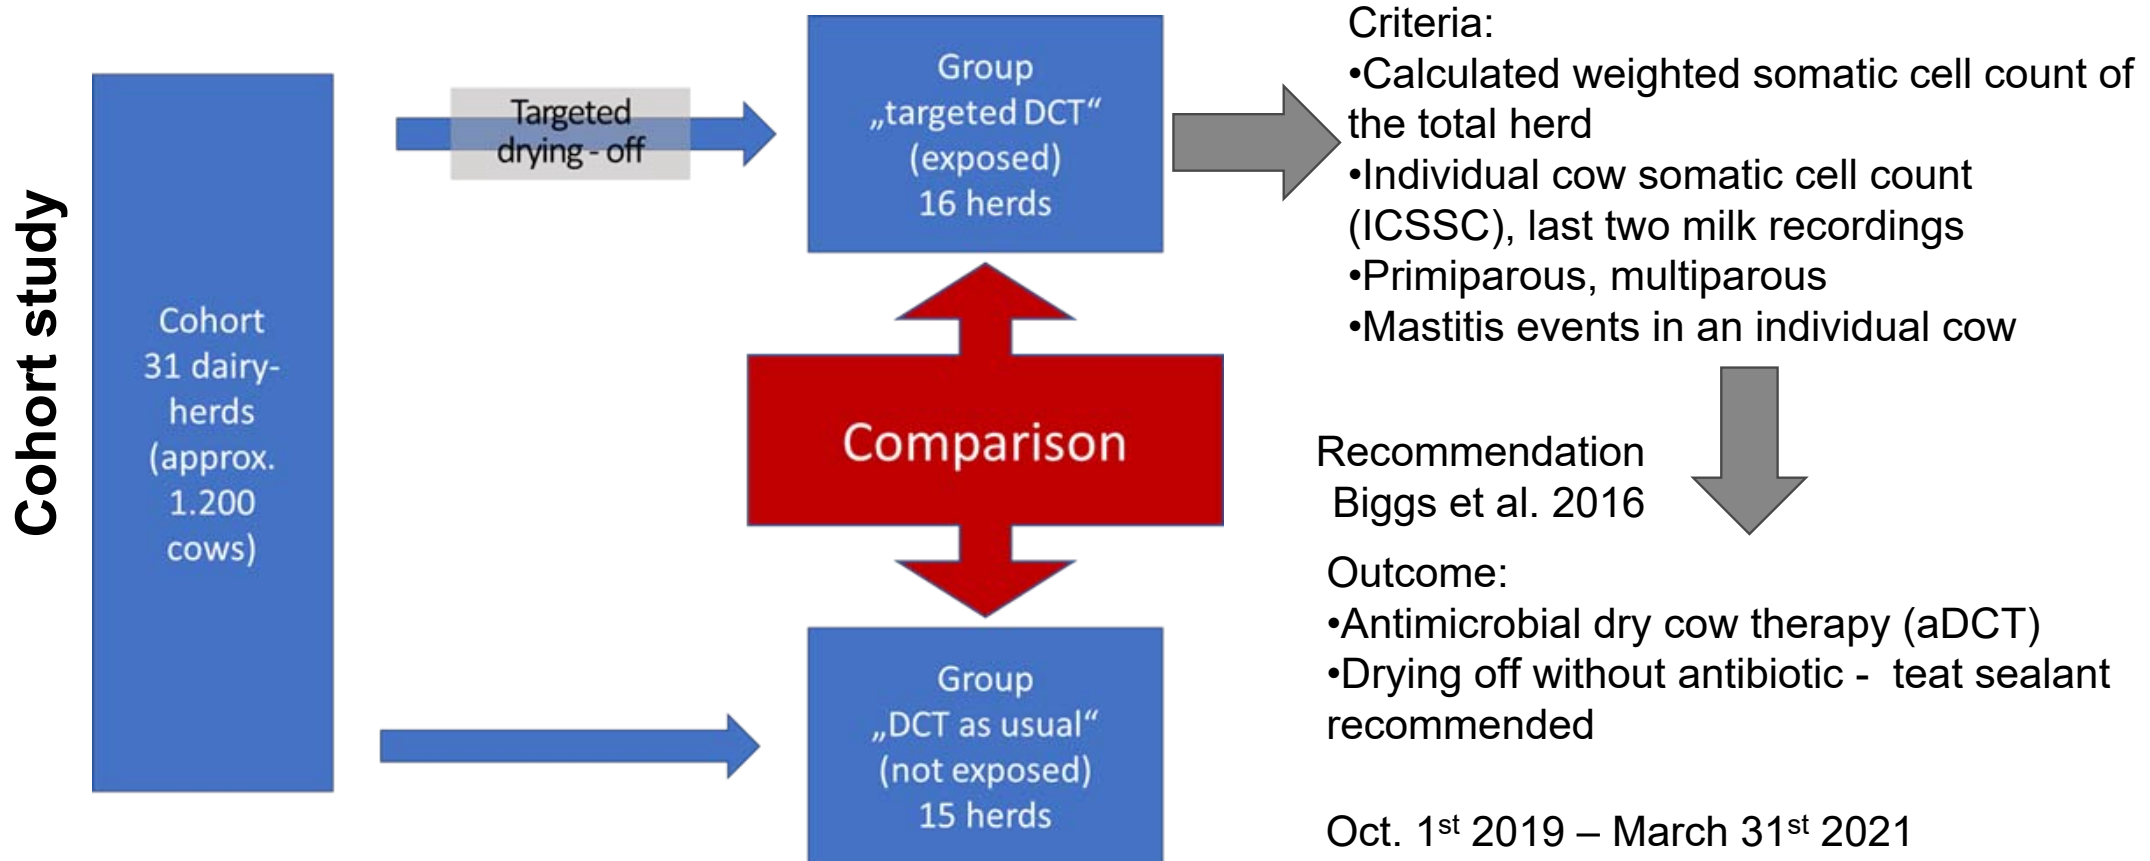 Cohort study
Cohort
31 dairy-
herds
(approx.
1.200
cows)
Targeted
drying - off
Group
„targeted DCT“
(exposed)
16 herds
Comparison
Group
„DCT as usual“
(not exposed)
15 herds
Criteria:
•Calculated weighted somatic cell count of
the total herd
•Individual cow somatic cell count
(ICSSC), last two milk recordings
•Primiparous, multiparous
•Mastitis events in an individual cow
Recommendation
Biggs et al. 2016
Outcome:
•Antimicrobial dry cow therapy (aDCT)
•Drying off without antibiotic - teat sealant
recommended
Oct. 1st 2019 – March 31st 2021